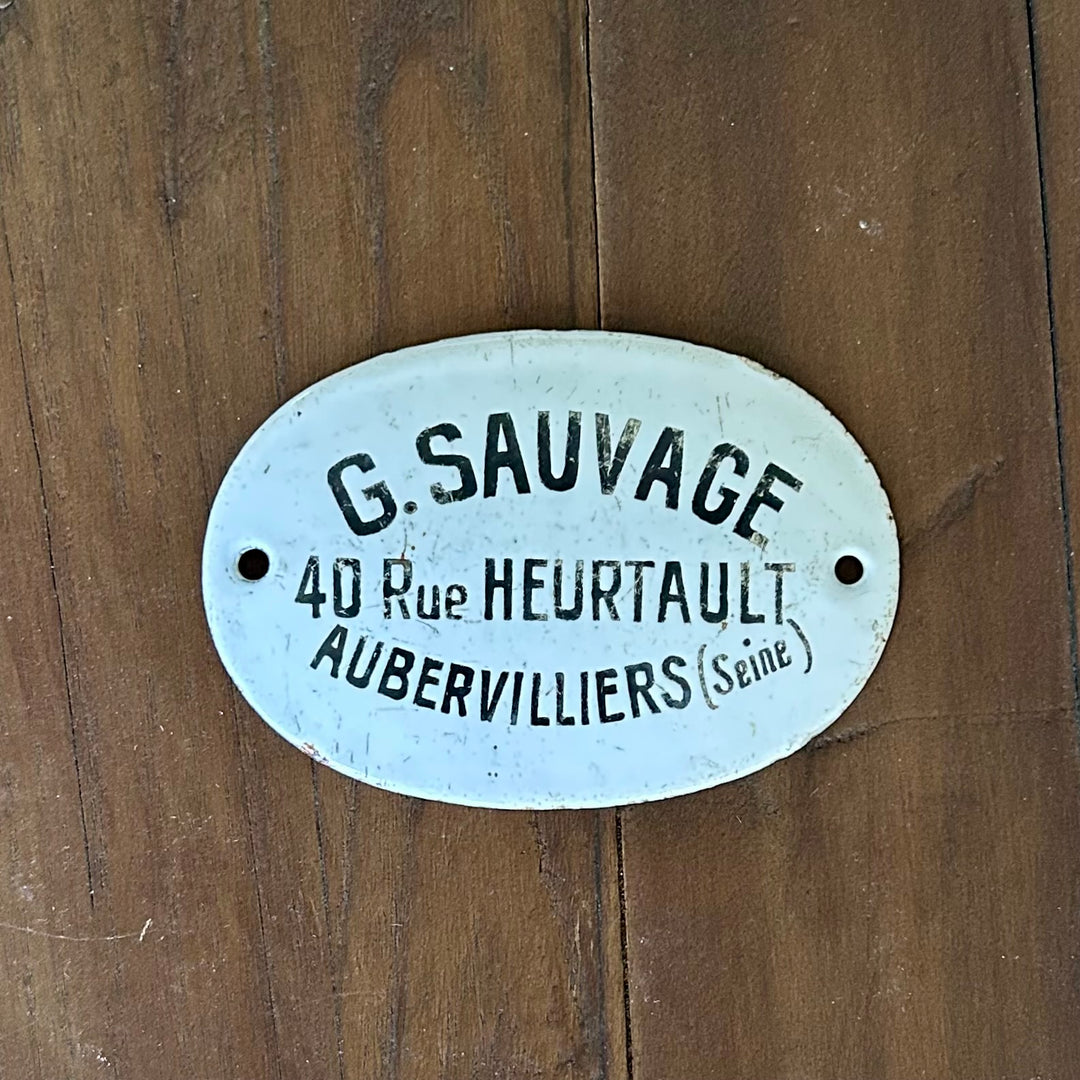 G. SAUVAGE
40 Rue HEURTAULT
AUBERVILLIERS (Seine)